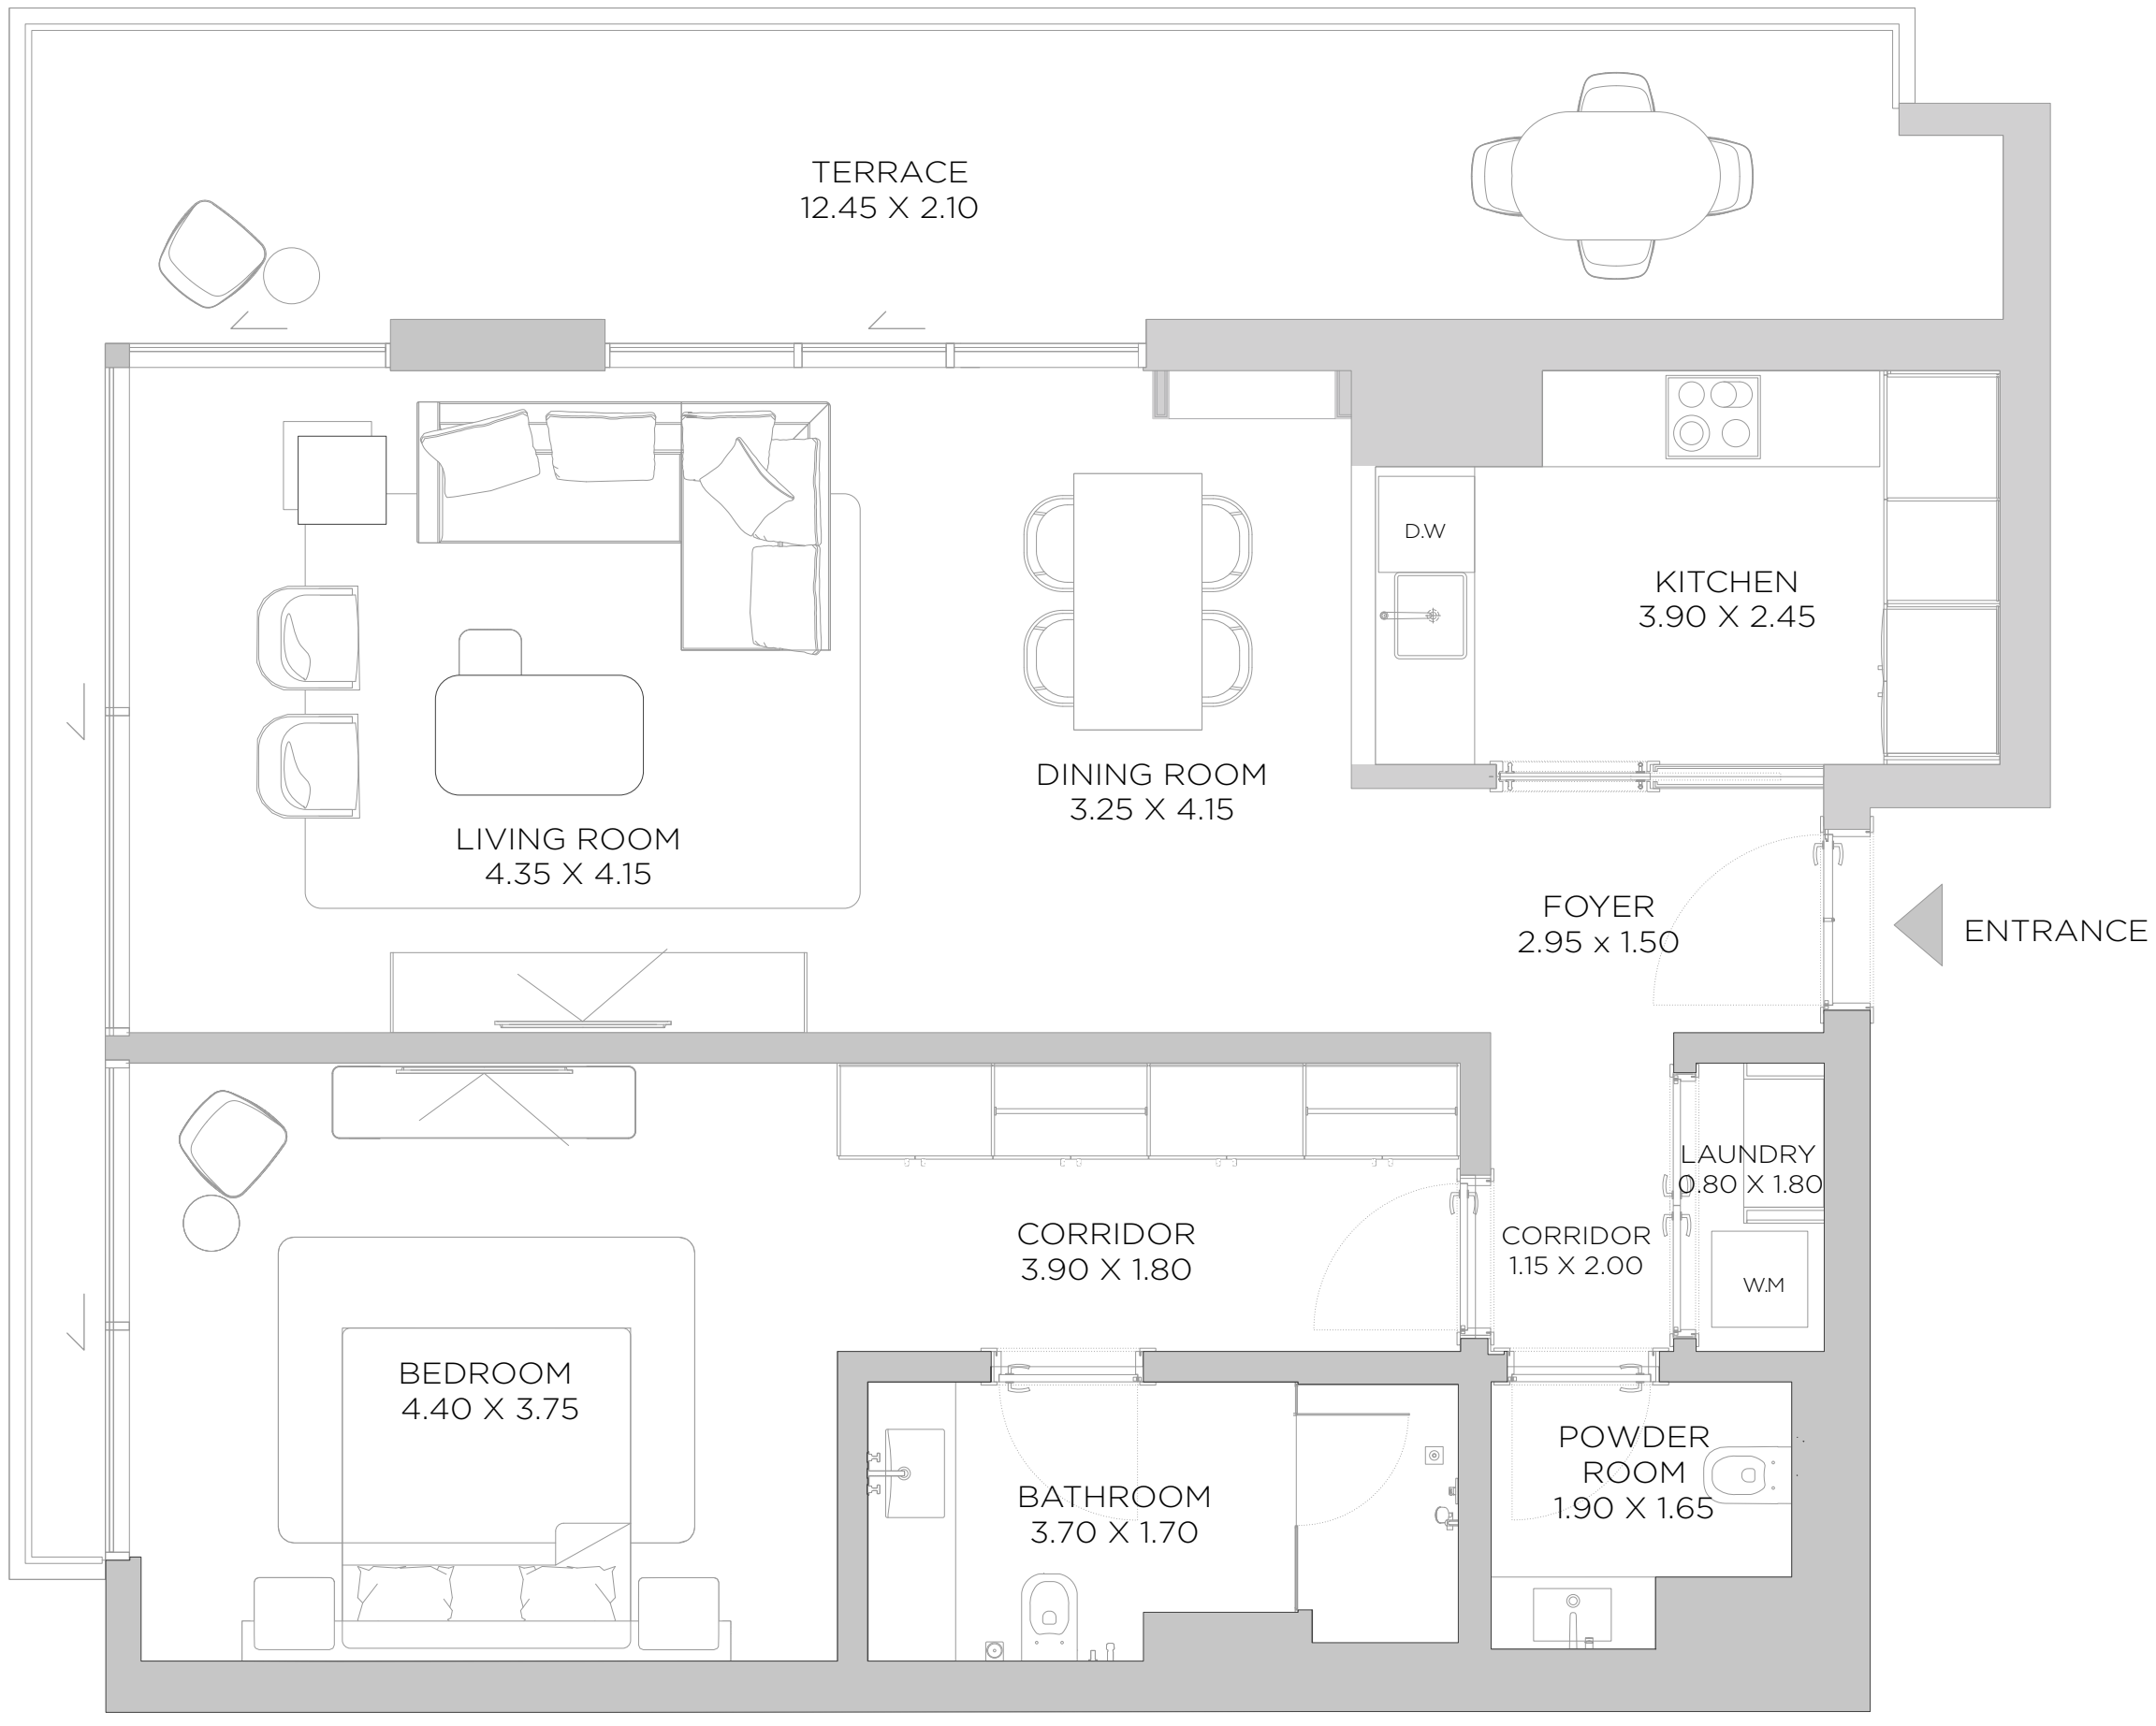 TERRACE
12.45 X 2.10
D.W
KITCHEN
3.90 X 2.45
DINING ROOM
3.25 X 4.15
LIVING ROOM
4.35 X 4.15
FOYER
2.95 x 1.50
ENTRANCE
LAUNDRY
0.80 X 1.80
CORRIDOR
3.90 X 1.80
CORRIDOR
1.15 X 2.00
W.M
BEDROOM
4.40 X 3.75
POWDER
ROOM
1.90 X 1.65
BATHROOM
3.70 X 1.70